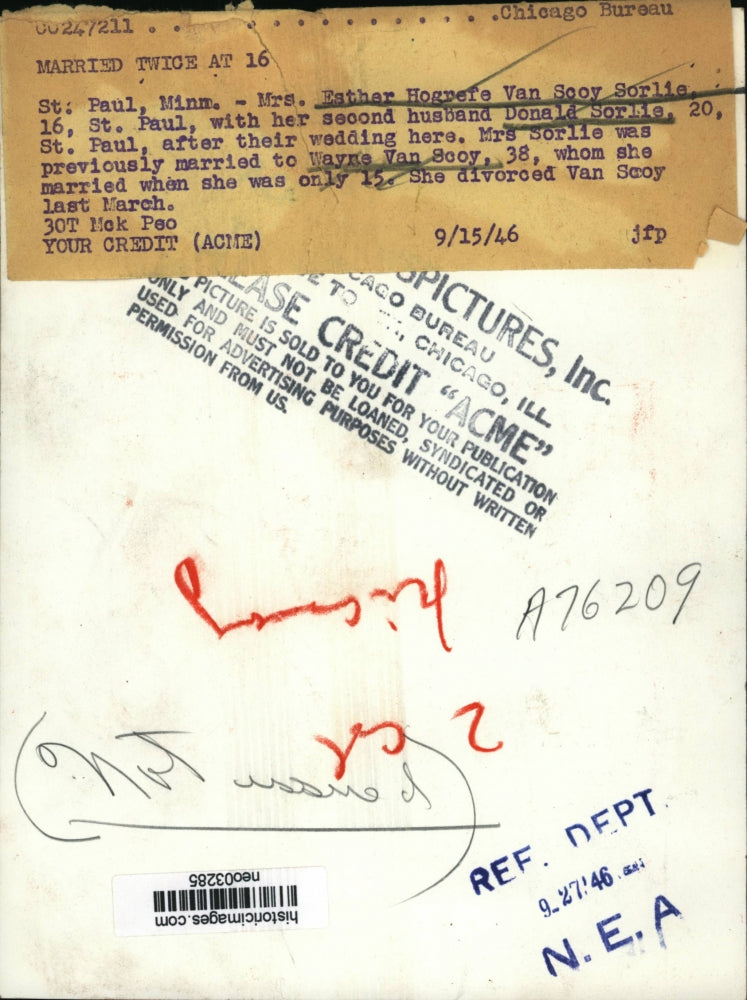 00247211 . . . . . . . . . . . .Chicago Bureau
MARRIED TWICE AT 16
St. Paul, Minn. - Mrs. Esther Hogrefe Van Scoy Sorlie,
16, St. Paul, with her second husband Donald Sorlie, 20,
St. Paul, after their wedding here. Mrs Sorlie was
previously married to Wayne Van Scoy, 38, whom she
married when she was only 15. She divorced Van Scoy
last March.
30T Mck Peo
YOUR CREDIT (ACME) 9/15/46 jfp
SPICTURES, Inc.
CAGO BUREAU
CHICAGO, ILL
EASE CREDIT "ACME"
PICTURE IS SOLD TO YOU FOR YOUR PUBLICATION
ONLY AND MUST NOT BE LOANED, SYNDICATED OR
USED FOR ADVERTISING PURPOSES WITHOUT WRITTEN
PERMISSION FROM US.
A76209
2 col
REF. DEPT.
9-27'46
N.E.A
historicimages.com
neo03285